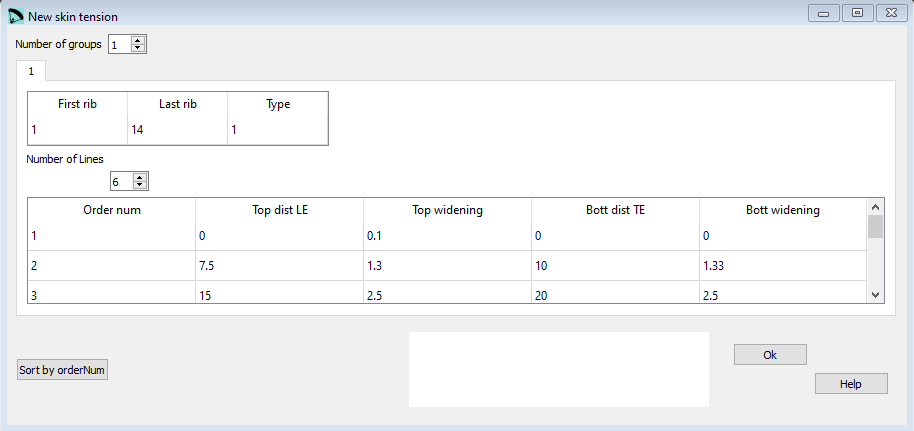 New skin tension
Number of groups 1
1
First rib Last rib Type
1 14 1
Number of Lines
6
Order num Top dist LE Top widening Bott dist TE Bott widening
1 0 0.1 0 0
2 7.5 1.3 10 1.33
3 15 2.5 20 2.5
Ok
Sort by orderNum
Help